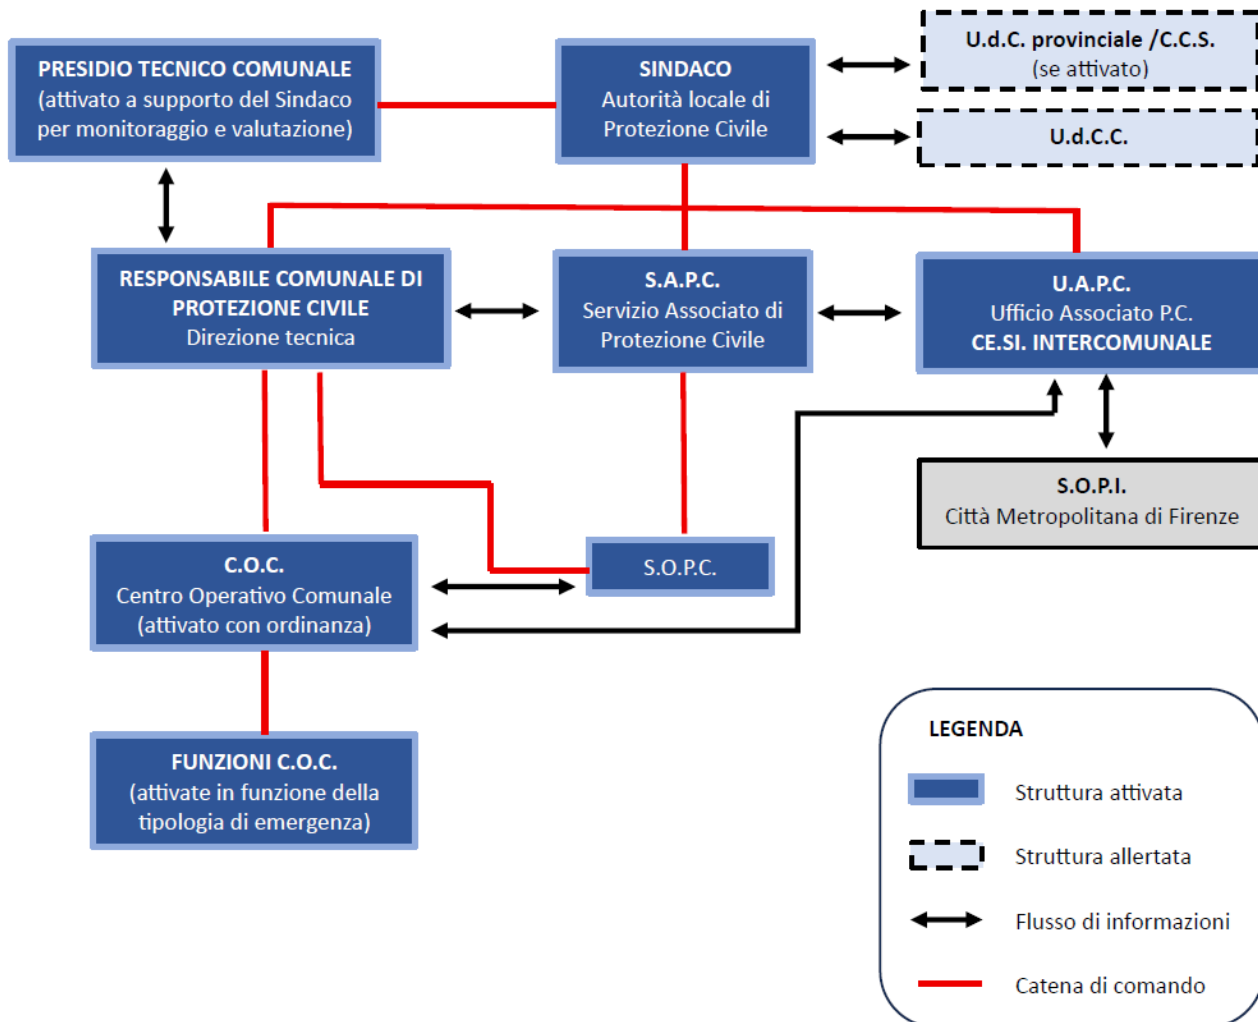 PRESIDIO TECNICO COMUNALE
(attivato a supporto del Sindaco
per monitoraggio e valutazione)
SINDACO
Autorità locale di
Protezione Civile
U.d.C. provinciale /C.C.S.
(se attivato)
U.d.C.C.
RESPONSABILE COMUNALE DI
PROTEZIONE CIVILE
Direzione tecnica
S.A.P.C.
Servizio Associato di
Protezione Civile
U.A.P.C.
Ufficio Associato P.C.
CE.SI. INTERCOMUNALE
S.O.P.I.
Città Metropolitana di Firenze
C.O.C.
Centro Operativo Comunale
(attivato con ordinanza)
S.O.P.C.
FUNZIONI C.O.C.
(attivate in funzione della
tipologia di emergenza)
LEGENDA
Struttura attivata
Struttura allertata
Flusso di informazioni
Catena di comando